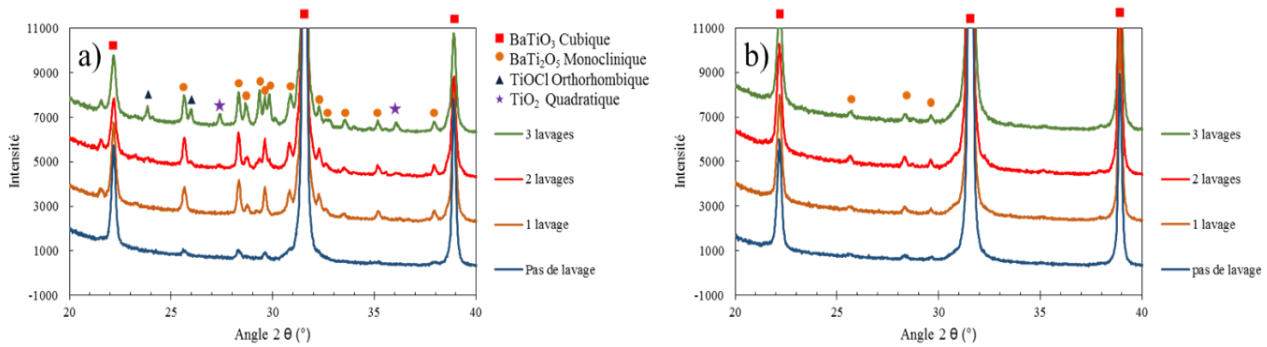 a)
Intensité
11000
9000
7000
5000
3000
1000
-1000
20 25 30 35 40
Angle 2 θ (°)
BaTiO₃ Cubique
BaTi₂O₅ Monoclinique
TiOCl Orthorhombique
TiO₂ Quadratique
3 lavages
2 lavages
1 lavage
Pas de lavage
b)
Intensité
11000
9000
7000
5000
3000
1000
-1000
20 25 30 35 40
Angle 2 θ (°)
3 lavages
2 lavages
1 lavage
pas de lavage